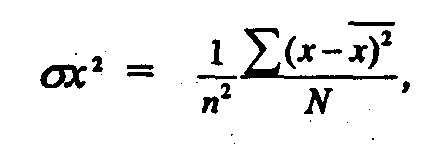 σx² = 1/n² ∑(x−x̅)²/N,